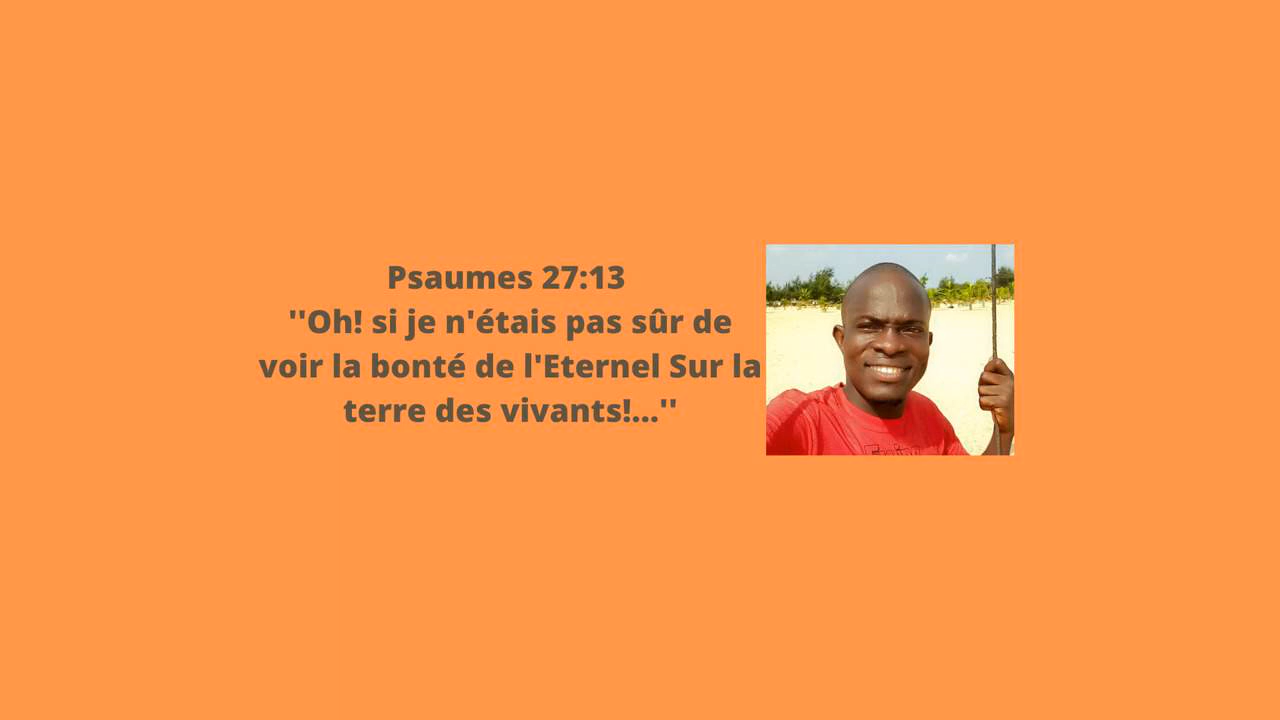 Psaumes 27:13
''Oh! si je n'étais pas sûr de
voir la bonté de l'Eternel Sur la
terre des vivants!...''